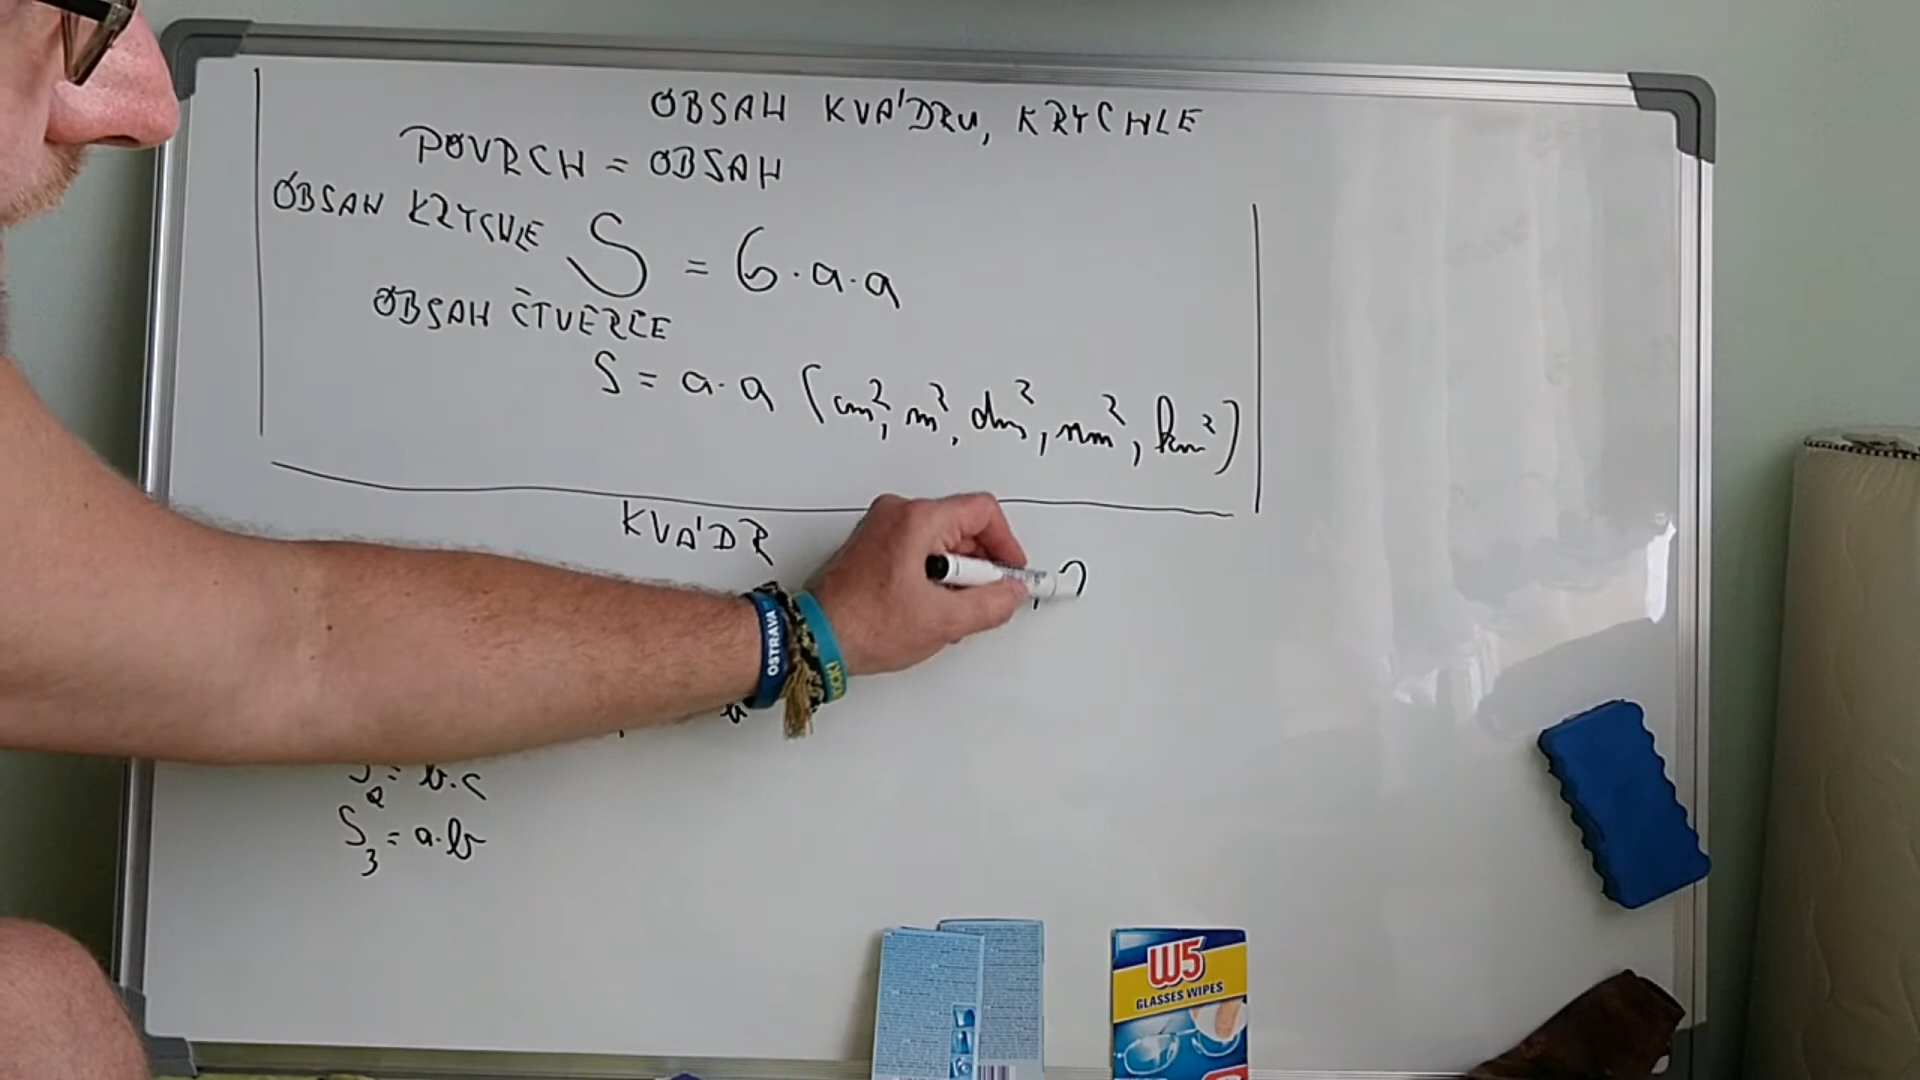 OBSAH KVÁDRU, KRYCHLE
POVRCH = OBSAH
OBSAH KRYCHLE S = 6·a·a
OBSAH ČTVERCE
S = a·a (cm², m², dm², mm², km²)
KVÁDR
OSTRAVA
S₂ = b·c
S₃ = a·b
W5
GLASSES WIPES